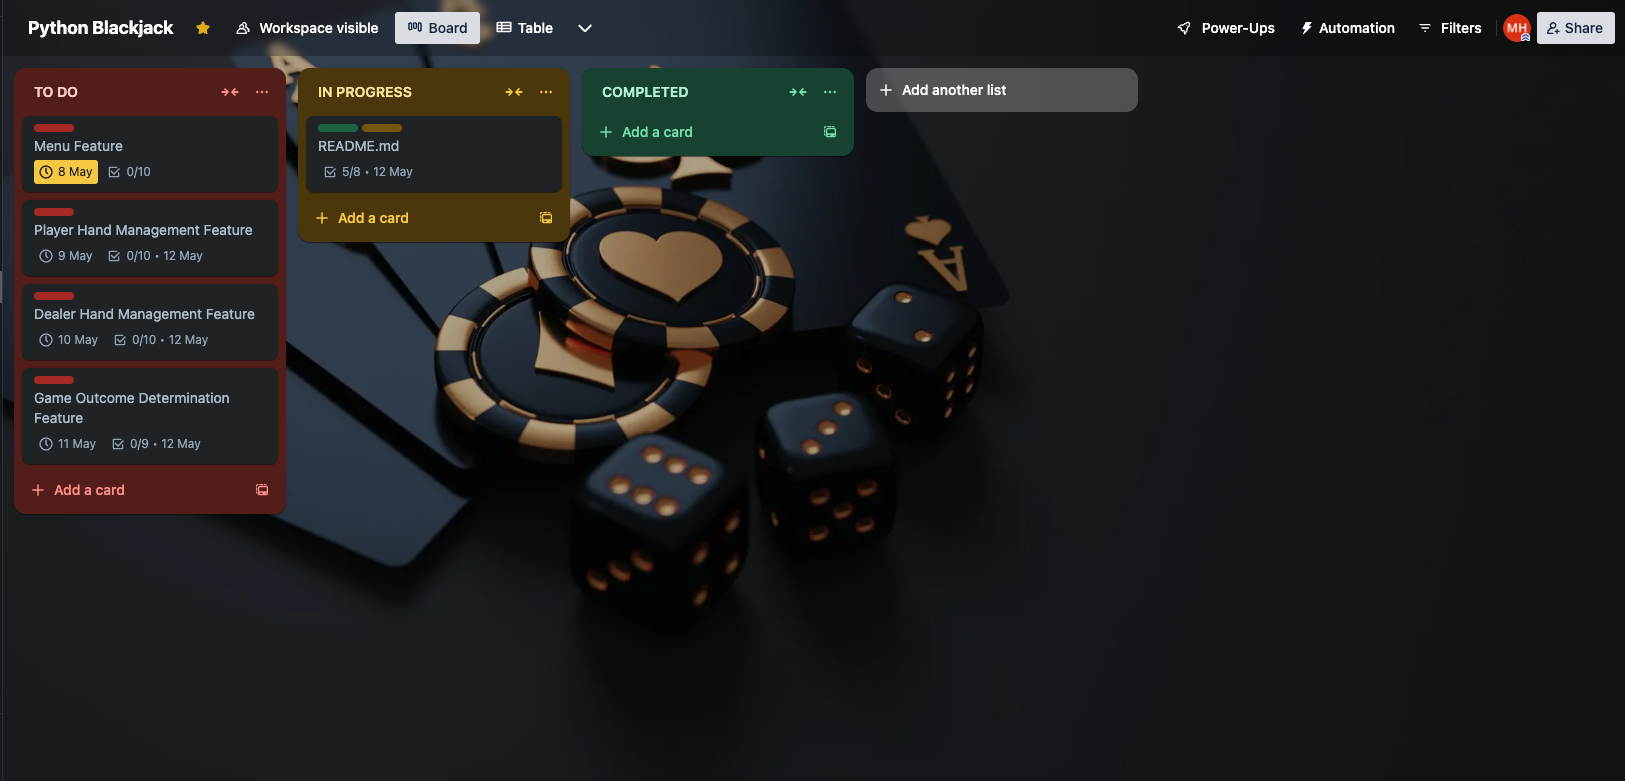 Python Blackjack
Workspace visible
Board
Table
Power-Ups
Automation
Filters
MH
Share
TO DO
Menu Feature
8 May
0/10
Player Hand Management Feature
9 May
0/10 • 12 May
Dealer Hand Management Feature
10 May
0/10 • 12 May
Game Outcome Determination
Feature
11 May
0/9 • 12 May
+ Add a card
IN PROGRESS
README.md
5/8 • 12 May
+ Add a card
COMPLETED
+ Add a card
+ Add another list
A
A